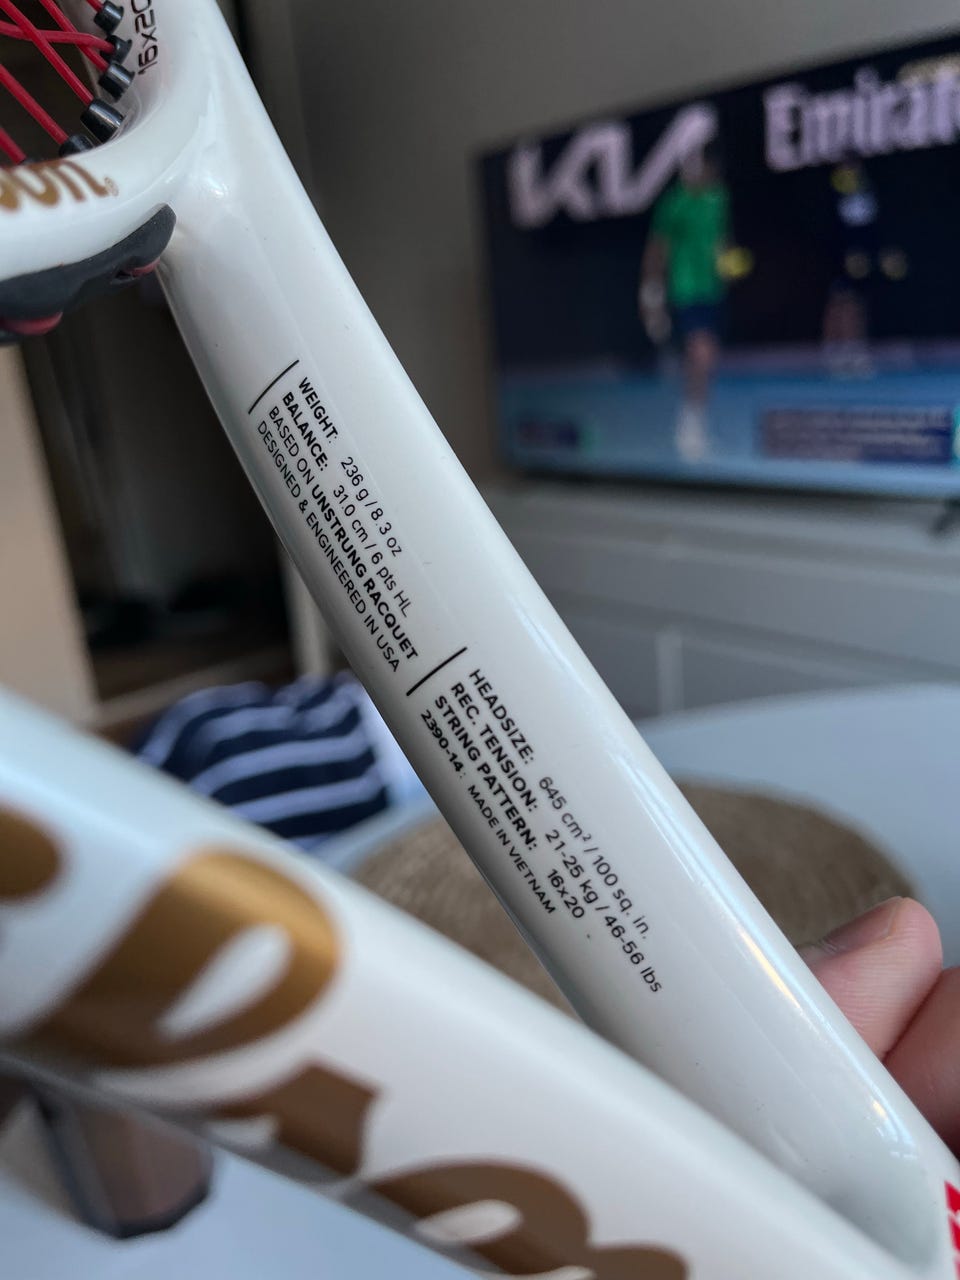 16x20
WEIGHT: 236 g / 8.3 oz
BALANCE: 31.0 cm / 6 pts HL
BASED ON UNSTRUNG RACQUET
DESIGNED & ENGINEERED IN USA
HEADSIZE: 645 cm² / 100 sq. in.
REC. TENSION: 21-25 kg / 46-56 lbs
STRING PATTERN: 16x20
2390-14: MADE IN VIETNAM
KIA
Emirat